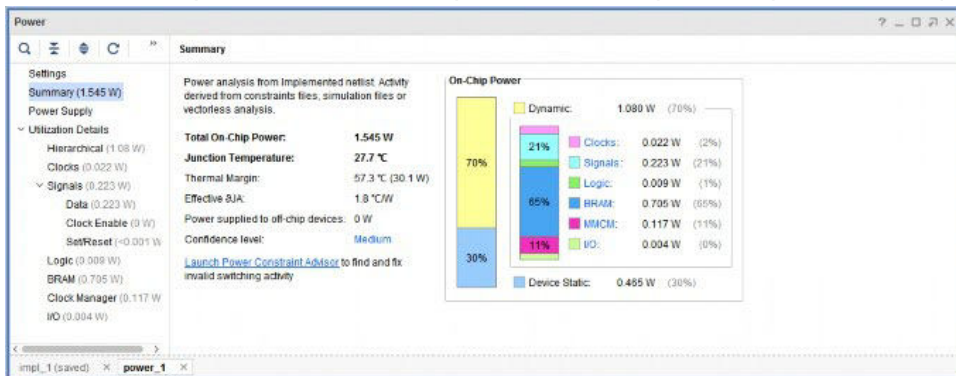 Power
? _ X
Summary
Settings
Summary (1.545 W)
Power Supply
Utilization Details
Hierarchical (1.08 W)
Clocks (0.022 W)
Signals (0.223 W)
Data (0.223 W)
Clock Enable (0 W)
Set/Reset (<0.001 W
Logic (0.009 W)
BRAM (0.705 W)
Clock Manager (0.117 W
I/O (0.004 W)
Power analysis from Implemented netlist. Activity
derived from constraints files, simulation files or
vectorless analysis.
Total On-Chip Power: 1.545 W
Junction Temperature: 27.7 ℃
Thermal Margin: 57.3 ℃ (30.1 W)
Effective ϑJA: 1.8 ℃/W
Power supplied to off-chip devices: 0 W
Confidence level: Medium
Launch Power Constraint Advisor to find and fix
invalid switching activity
On-Chip Power
70%
30%
Dynamic: 1.080 W (70%)
21%
65%
11%
Clocks: 0.022 W (2%)
Signals: 0.223 W (21%)
Logic: 0.009 W (1%)
BRAM: 0.705 W (65%)
MMCM: 0.117 W (11%)
I/O: 0.004 W (0%)
Device Static: 0.465 W (30%)
impl_1 (saved) ×
power_1 ×